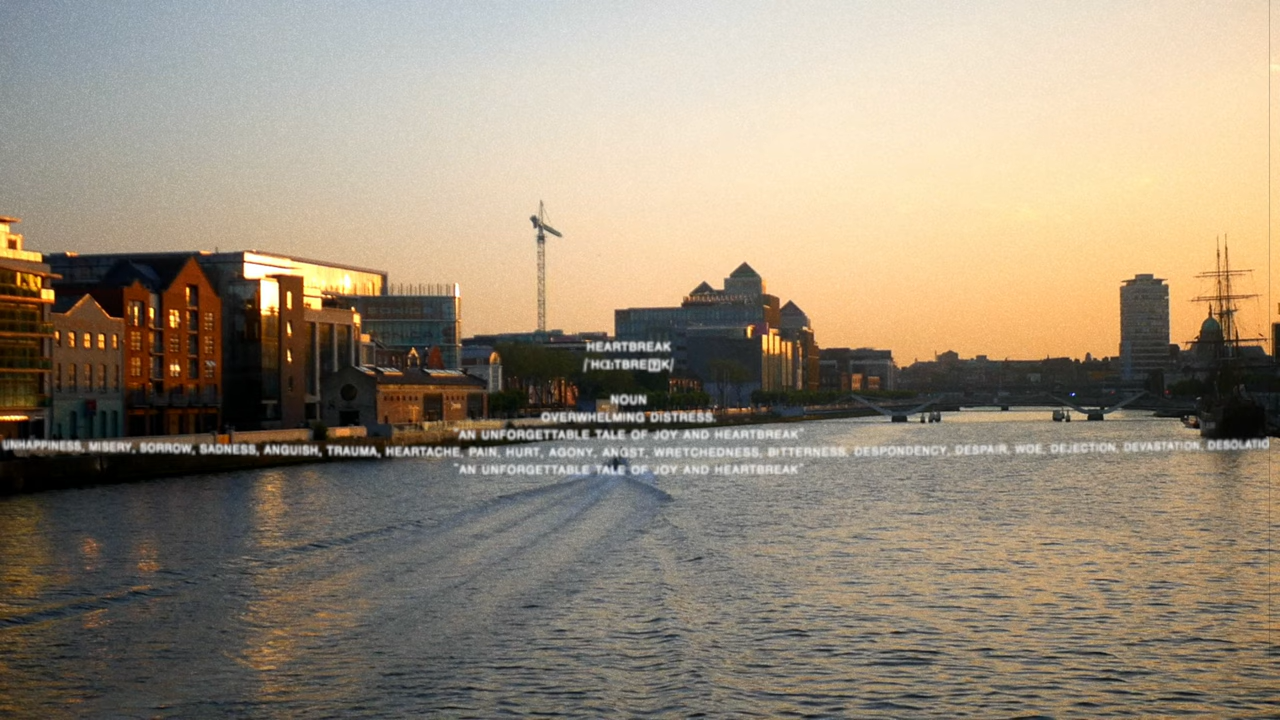 HEARTBREAK
/ˈHɑːTBREꞮK/
NOUN
OVERWHELMING DISTRESS.
"AN UNFORGETTABLE TALE OF JOY AND HEARTBREAK"
UNHAPPINESS, MISERY, SORROW, SADNESS, ANGUISH, TRAUMA, HEARTACHE, PAIN, HURT, AGONY, ANGST, WRETCHEDNESS, BITTERNESS, DESPONDENCY, DESPAIR, WOE, DEJECTION, DEVASTATION, DESOLATIO
"AN UNFORGETTABLE TALE OF JOY AND HEARTBREAK"